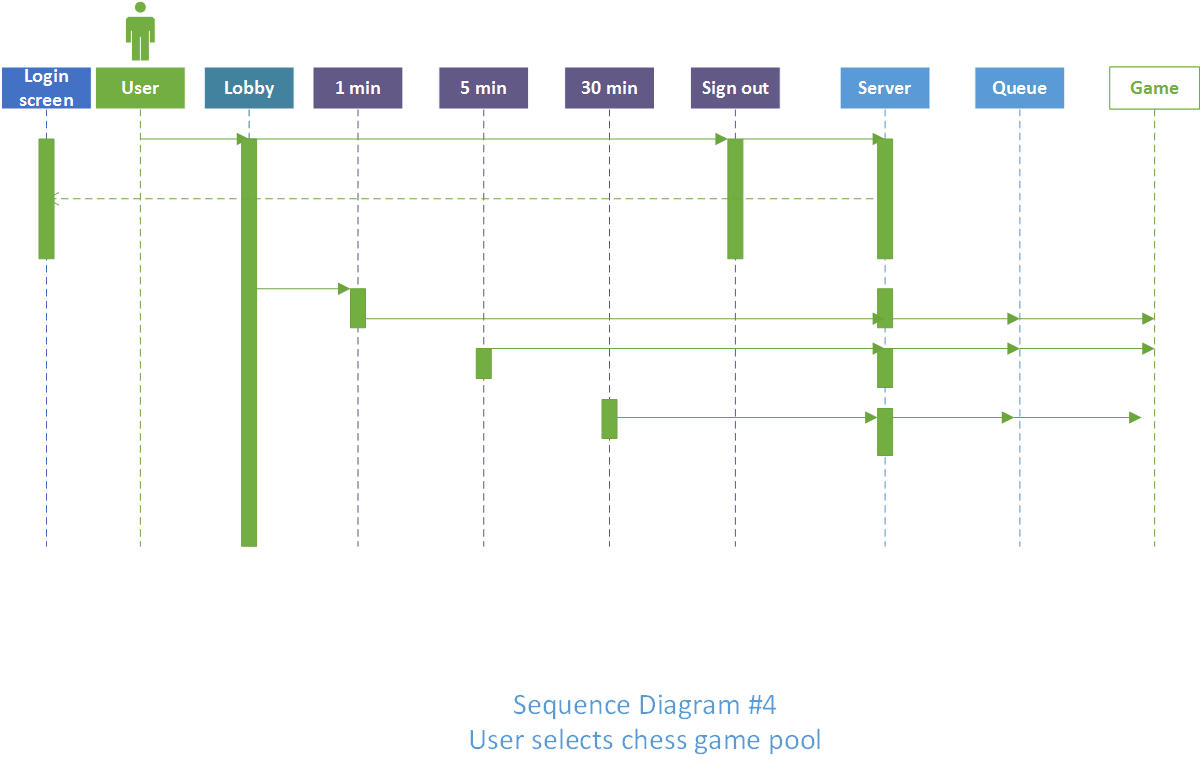 Login
screen
User
Lobby
1 min
5 min
30 min
Sign out
Server
Queue
Game
Sequence Diagram #4
User selects chess game pool